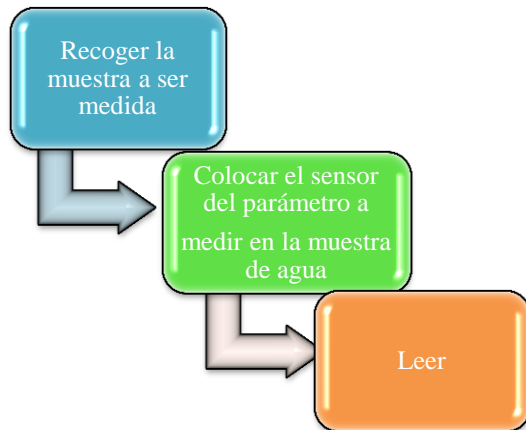 Recoger la
muestra a ser
medida
Colocar el sensor
del parámetro a
medir en la muestra
de agua
Leer